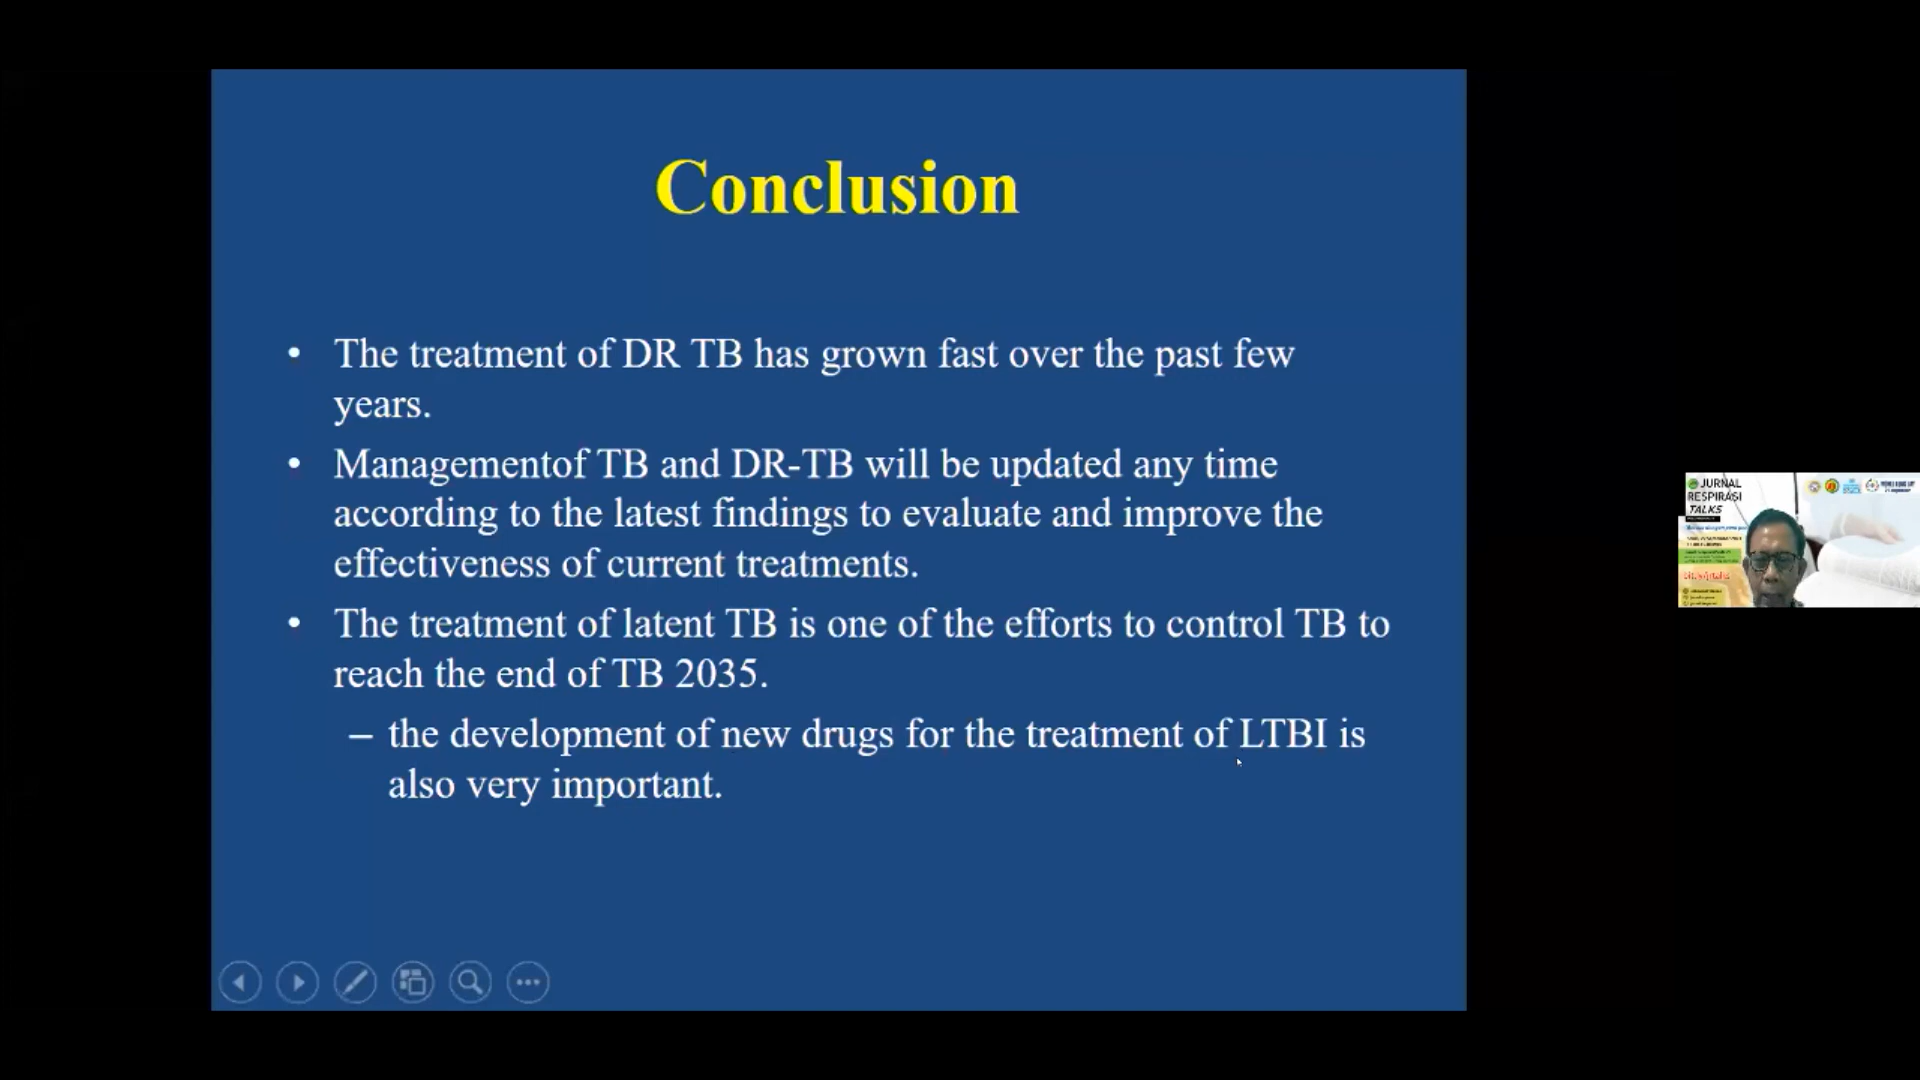 Conclusion
• The treatment of DR TB has grown fast over the past few
years.
• Managementof TB and DR-TB will be updated any time
according to the latest findings to evaluate and improve the
effectiveness of current treatments.
• The treatment of latent TB is one of the efforts to control TB to
reach the end of TB 2035.
– the development of new drugs for the treatment of LTBI is
also very important.
JURNAL
RESPIRASI
TALKS